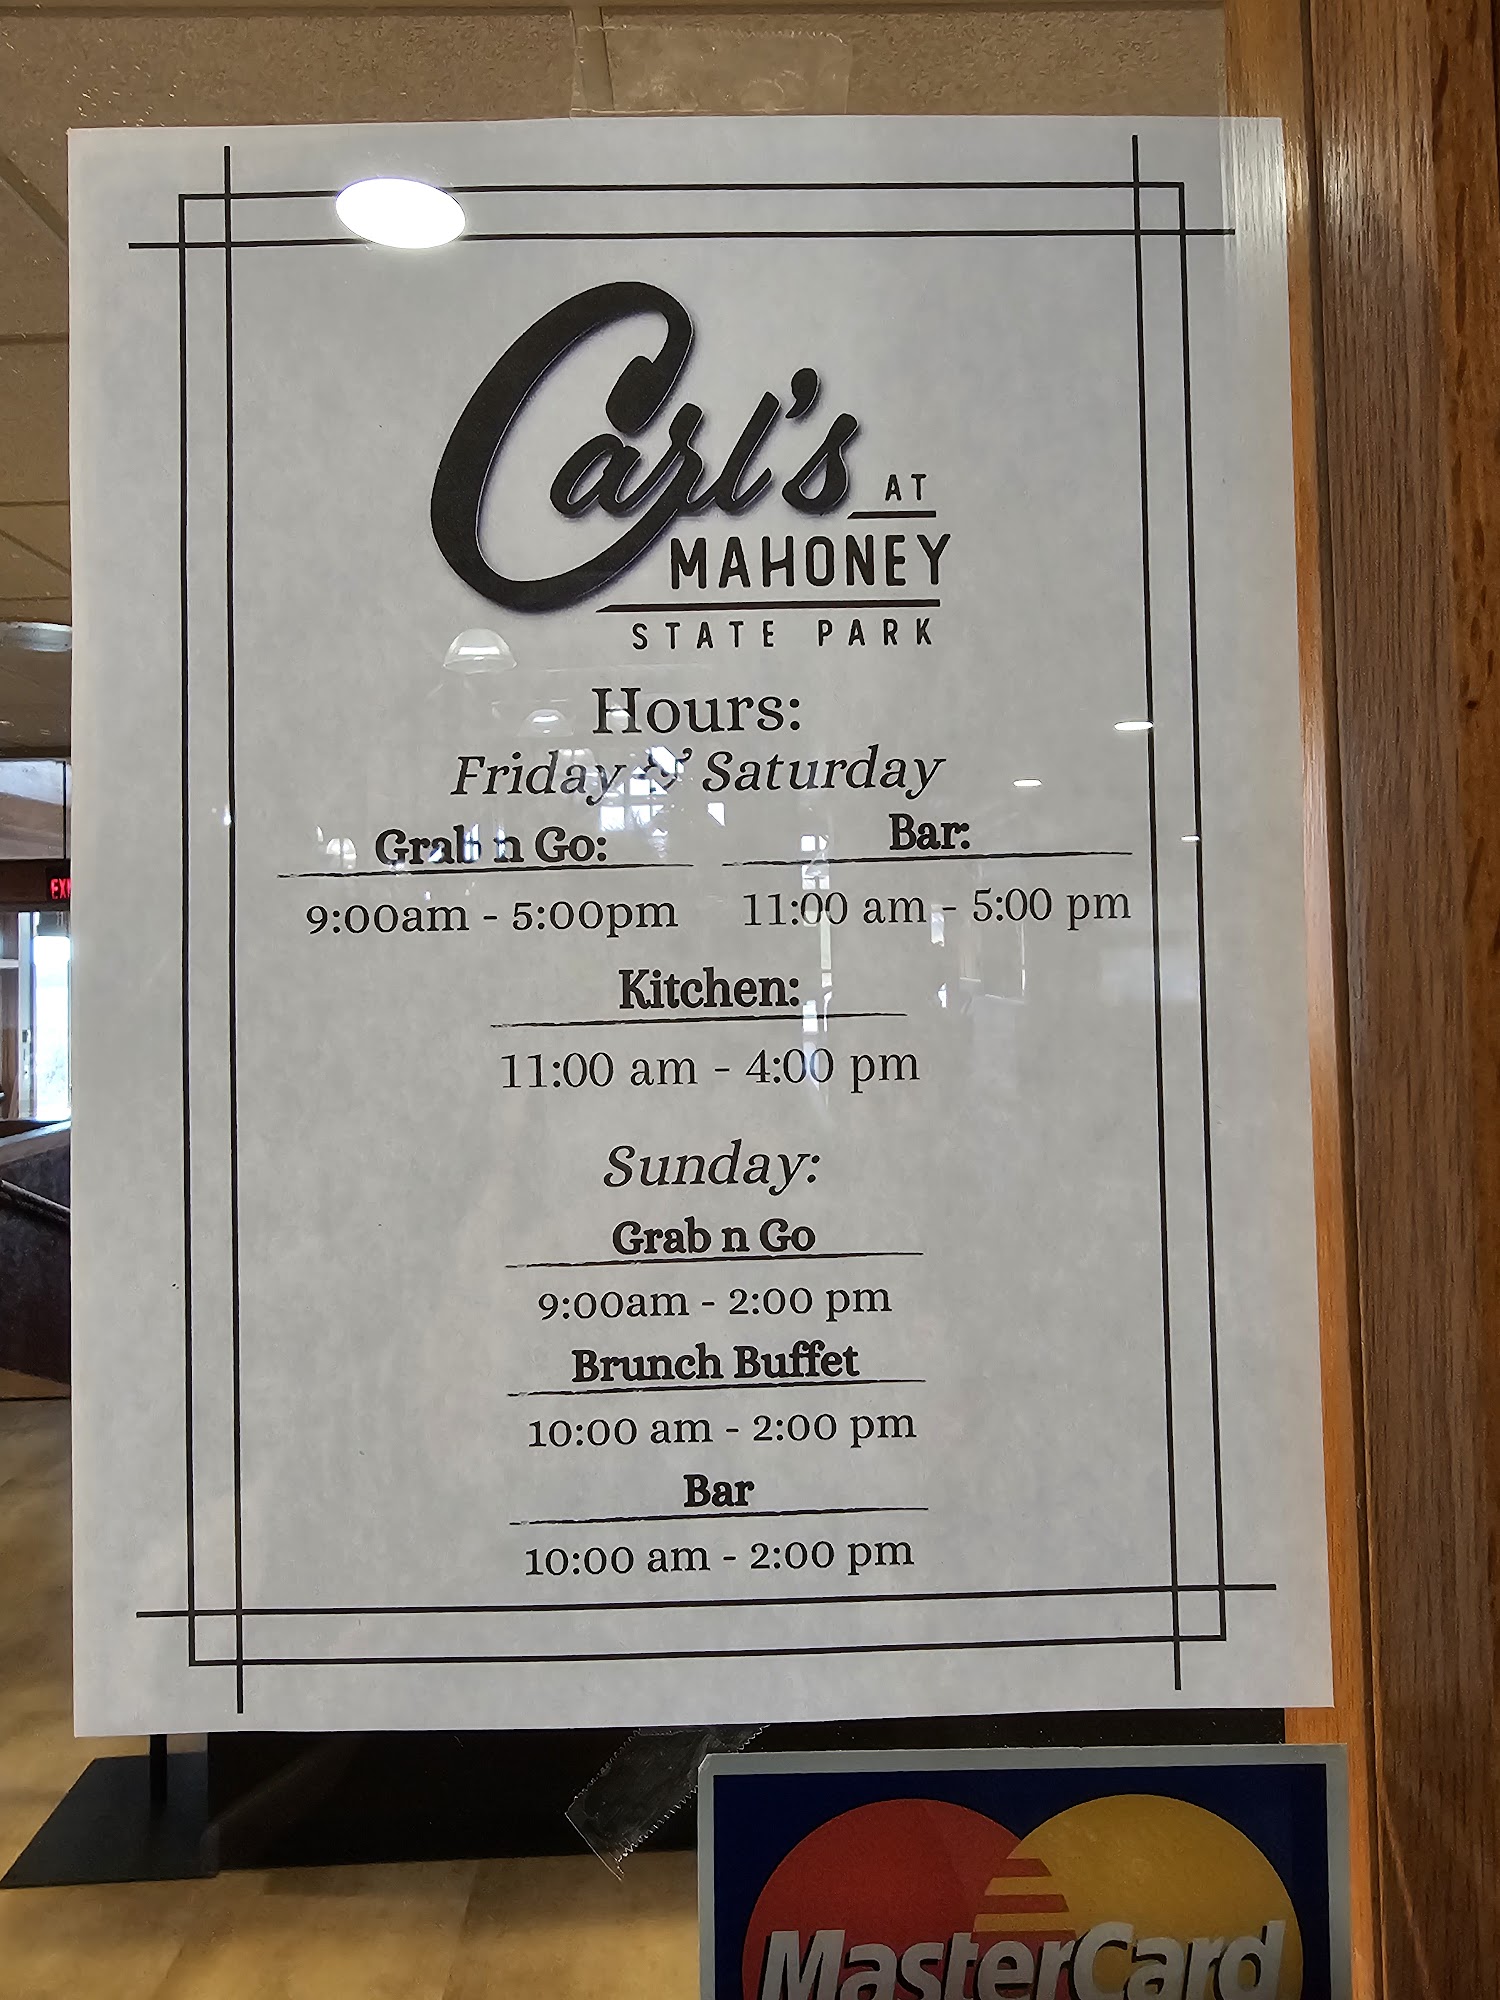 Carl's AT
MAHONEY
STATE PARK
Hours:
Friday & Saturday
Grab n Go:
9:00am - 5:00pm
Bar:
11:00 am - 5:00 pm
Kitchen:
11:00 am - 4:00 pm
Sunday:
Grab n Go
9:00am - 2:00 pm
Brunch Buffet
10:00 am - 2:00 pm
Bar
10:00 am - 2:00 pm
MasterCard